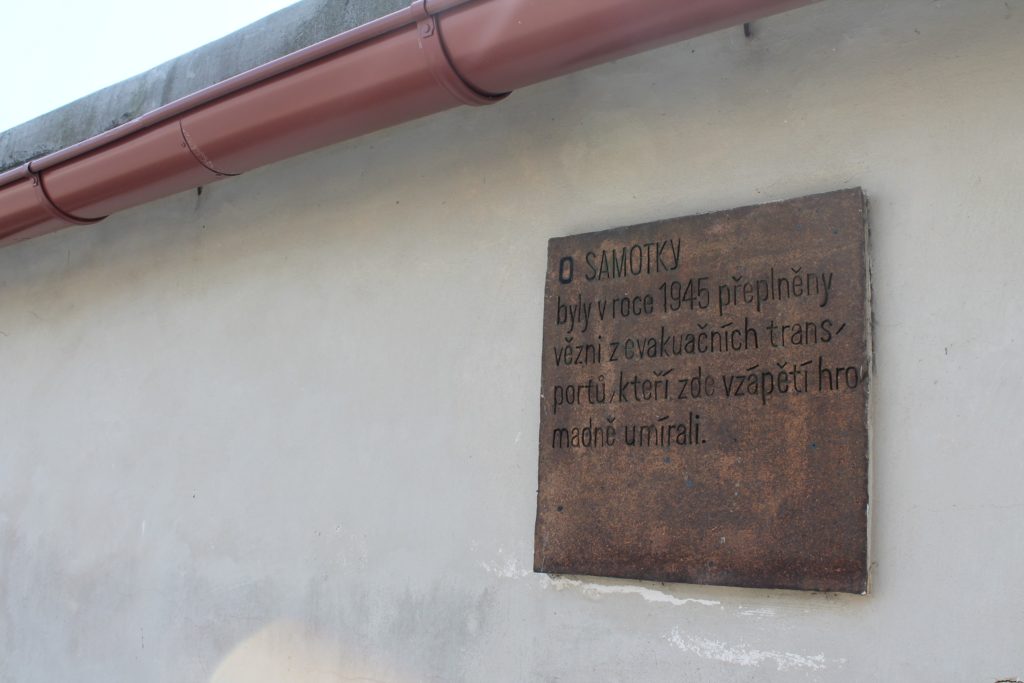 O SAMOTKY
byly v roce 1945 přeplněny
vězni z evakuačních trans-
portů, kteří zde vzápětí hro-
madně umírali.